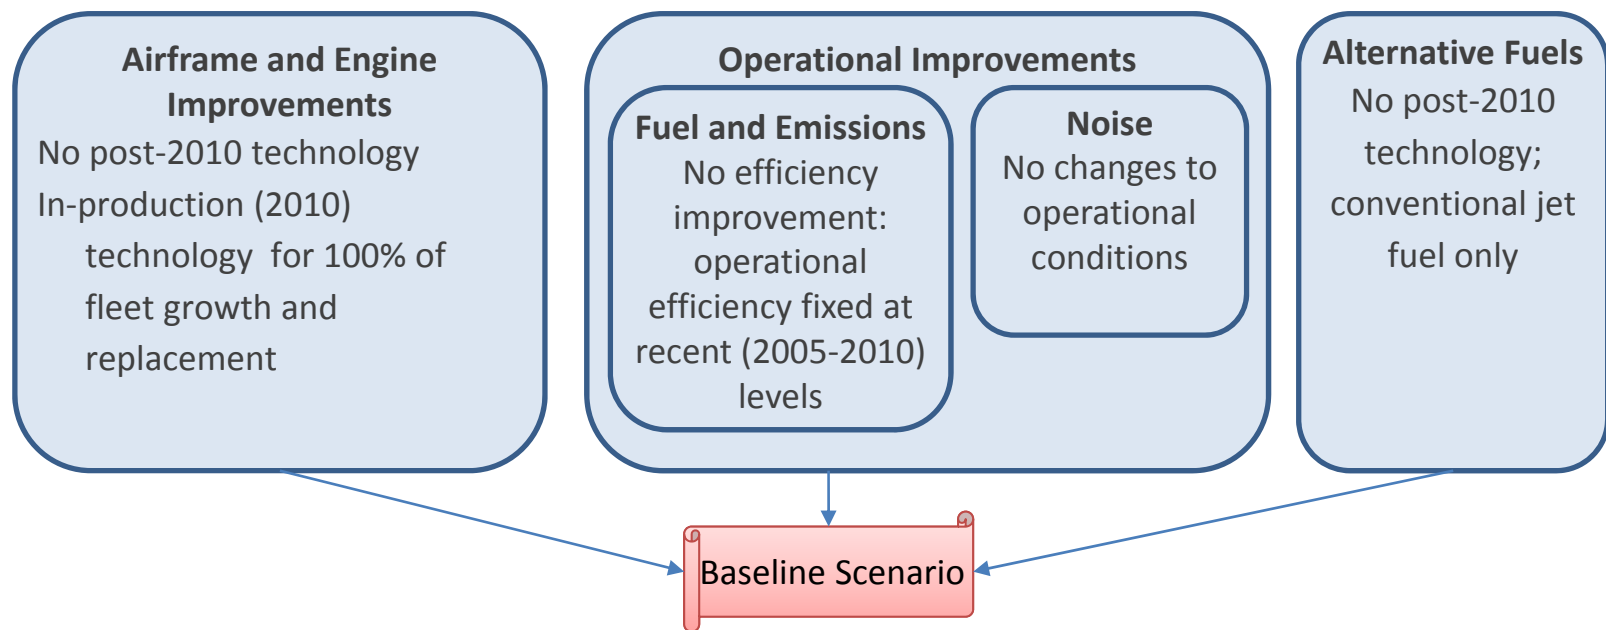 Airframe and Engine
Improvements
No post-2010 technology
In-production (2010)
technology for 100% of
fleet growth and
replacement
Operational Improvements
Fuel and Emissions
No efficiency
improvement:
operational
efficiency fixed at
recent (2005-2010)
levels
Noise
No changes to
operational
conditions
Alternative Fuels
No post-2010
technology;
conventional jet
fuel only
Baseline Scenario